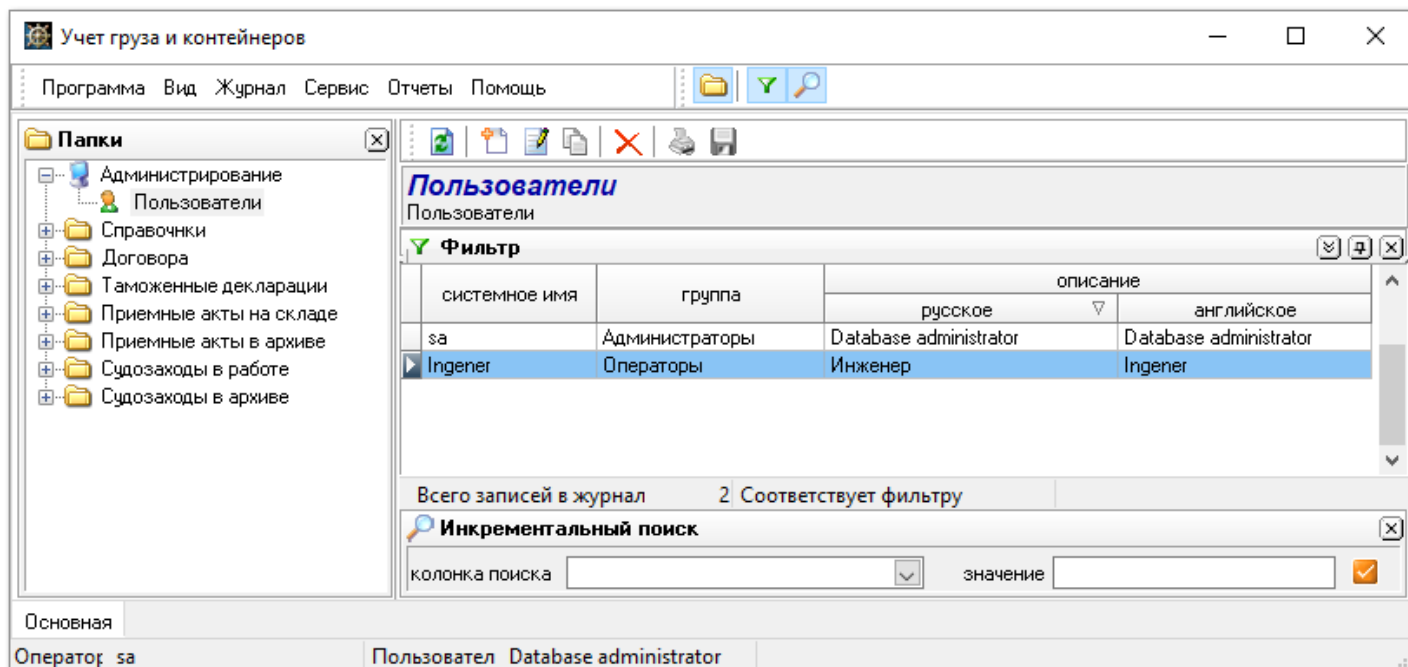 Учет груза и контейнеров
Программа Вид Журнал Сервис Отчеты Помощь
Папки
Администрирование
Пользователи
Справочнки
Договора
Таможенные декларации
Приемные акты на складе
Приемные акты в архиве
Судозаходы в работе
Судозаходы в архиве
Пользователи
Пользователи
Фильтр
системное имя группа описание
русское английское
sa Администраторы Database administrator Database administrator
Ingener Операторы Инженер Ingener
Всего записей в журнал 2 Соответствует фильтру
Инкрементальный поиск
колонка поиска значение
Основная
Оператор sa Пользовател Database administrator